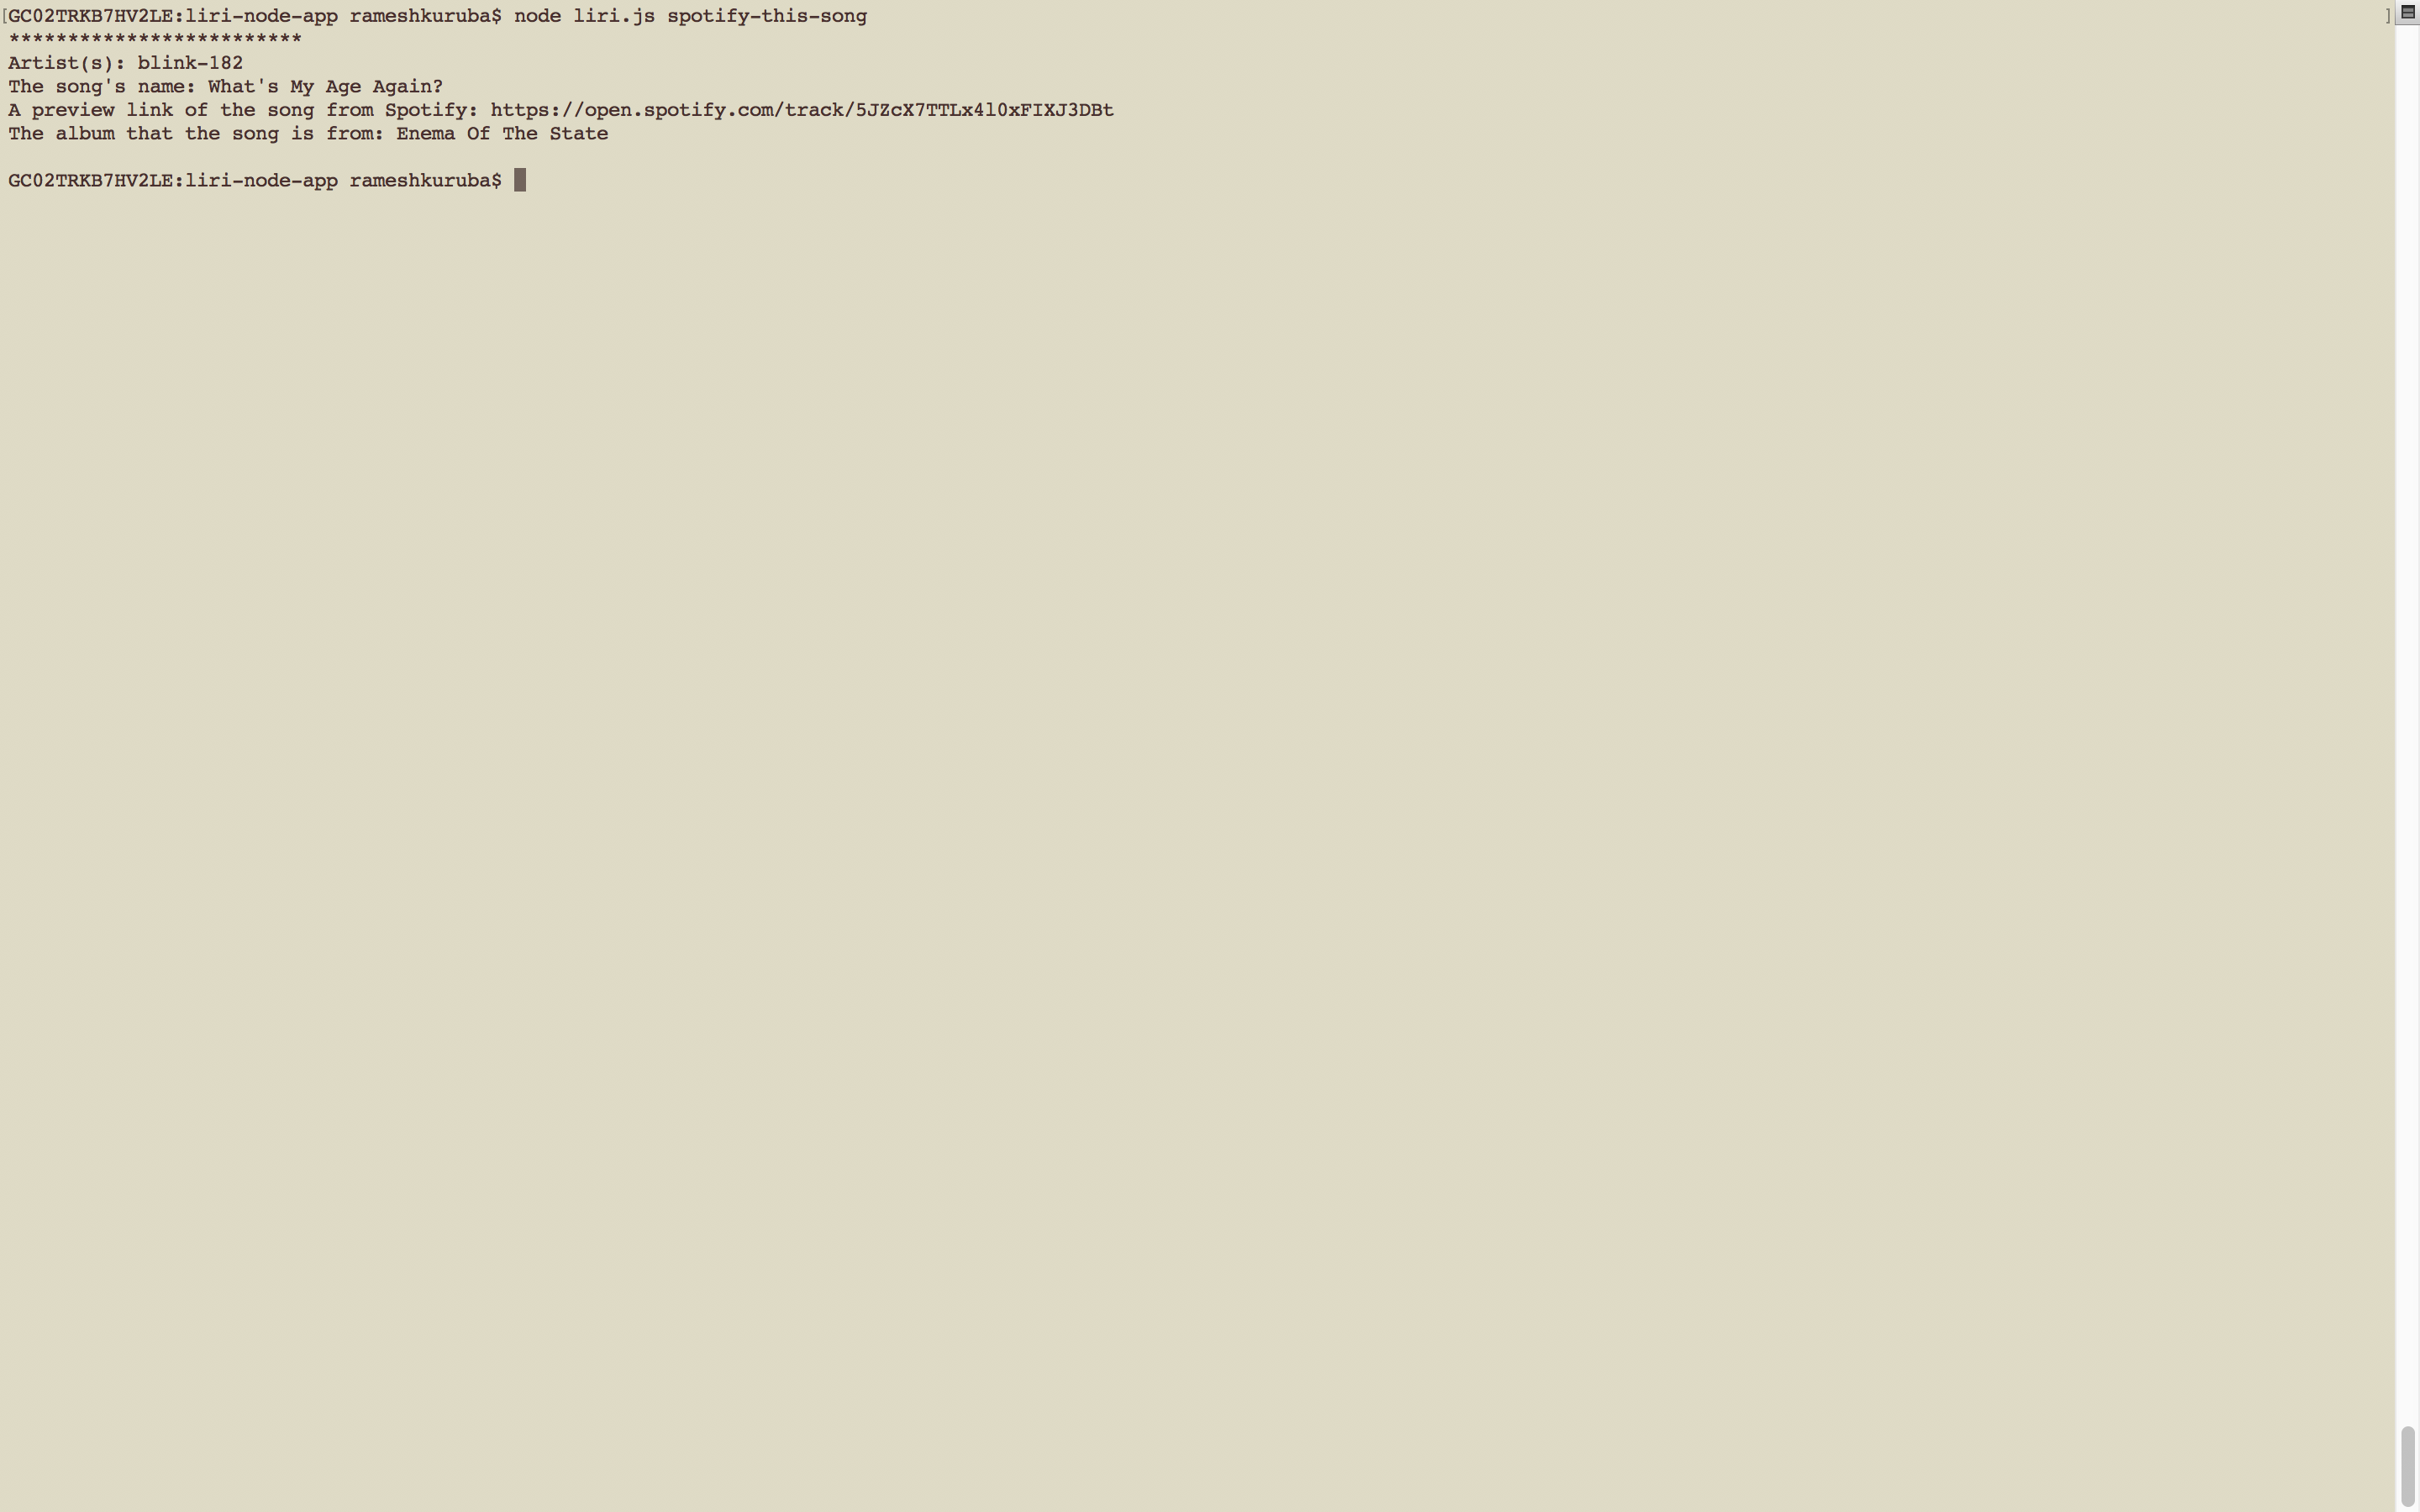 [GC02TRKB7HV2LE:liri-node-app rameshkuruba$ node liri.js spotify-this-song ]
*************************
Artist(s): blink-182
The song's name: What's My Age Again?
A preview link of the song from Spotify: https://open.spotify.com/track/5JZcX7TTLx4l0xFIXJ3DBt
The album that the song is from: Enema Of The State
GC02TRKB7HV2LE:liri-node-app rameshkuruba$